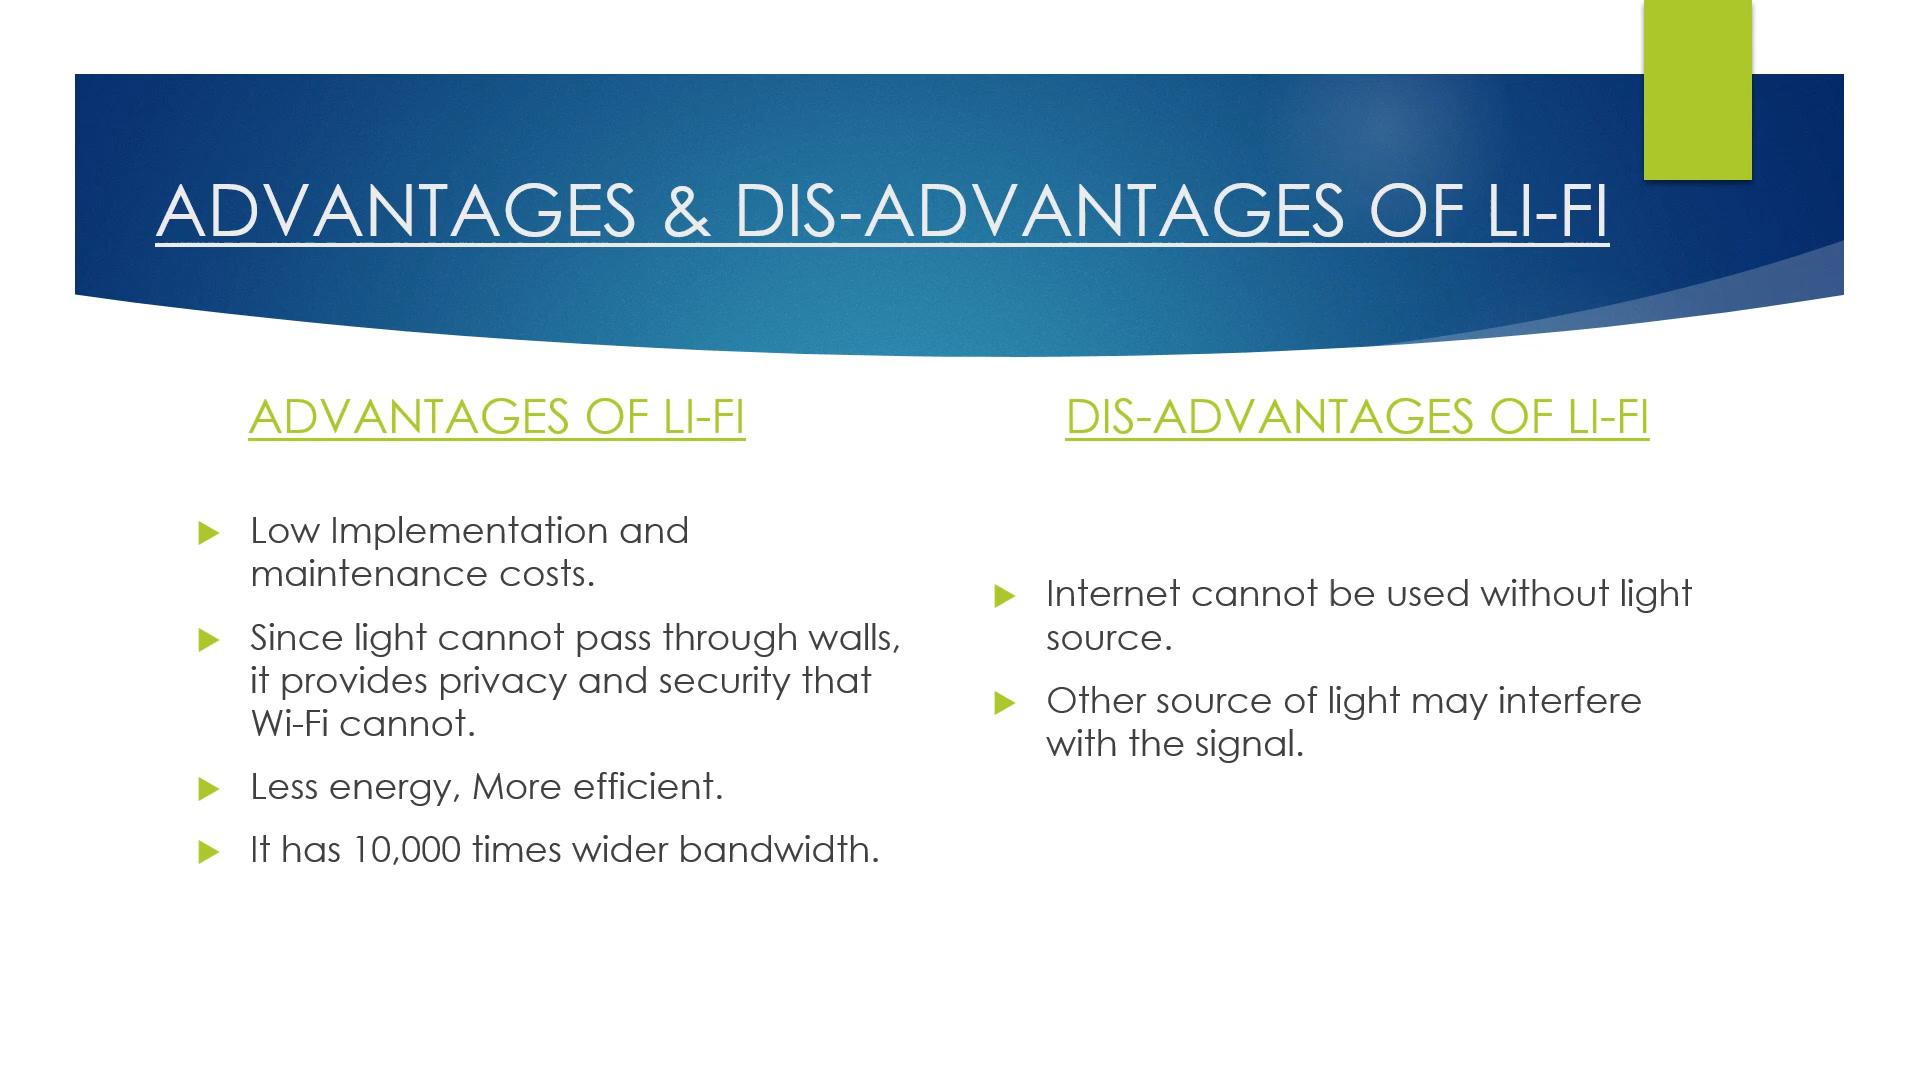 ADVANTAGES & DIS-ADVANTAGES OF LI-FI
ADVANTAGES OF LI-FI
Low Implementation and
maintenance costs.
Since light cannot pass through walls,
it provides privacy and security that
Wi-Fi cannot.
Less energy, More efficient.
It has 10,000 times wider bandwidth.
DIS-ADVANTAGES OF LI-FI
Internet cannot be used without light
source.
Other source of light may interfere
with the signal.